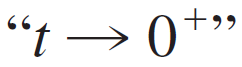 “t → 0⁺”